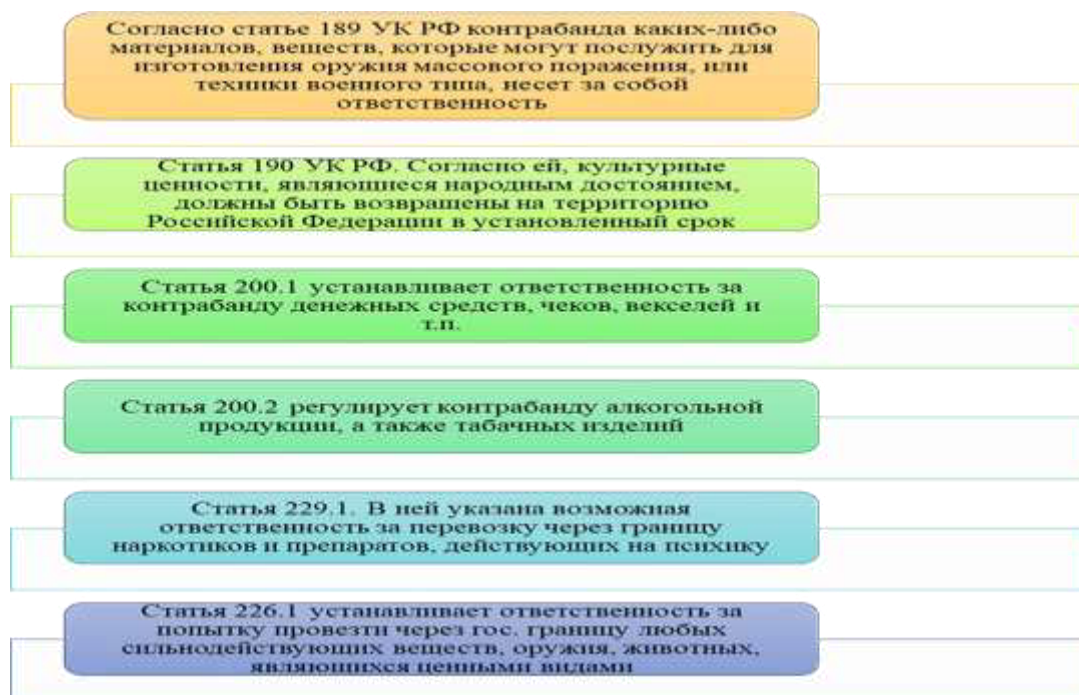 Согласно статье 189 УК РФ контрабанда каких-либо
материалов, веществ, которые могут послужить для
изготовления оружия массового поражения, или
техники военного типа, несет за собой
ответственность
Статья 190 УК РФ. Согласно ей, культурные
ценности, являющиеся народным достоянием,
должны быть возвращены на территорию
Российской Федерации в установленный срок
Статья 200.1 устанавливает ответственность за
контрабанду денежных средств, чеков, векселей и
т.п.
Статья 200.2 регулирует контрабанду алкогольной
продукции, а также табачных изделий
Статья 229.1. В ней указана возможная
ответственность за перевозку через границу
наркотиков и препаратов, действующих на психику
Статья 226.1 устанавливает ответственность за
попытку провезти через гос. границу любых
сильнодействующих веществ, оружия, животных,
являющихся ценными видами